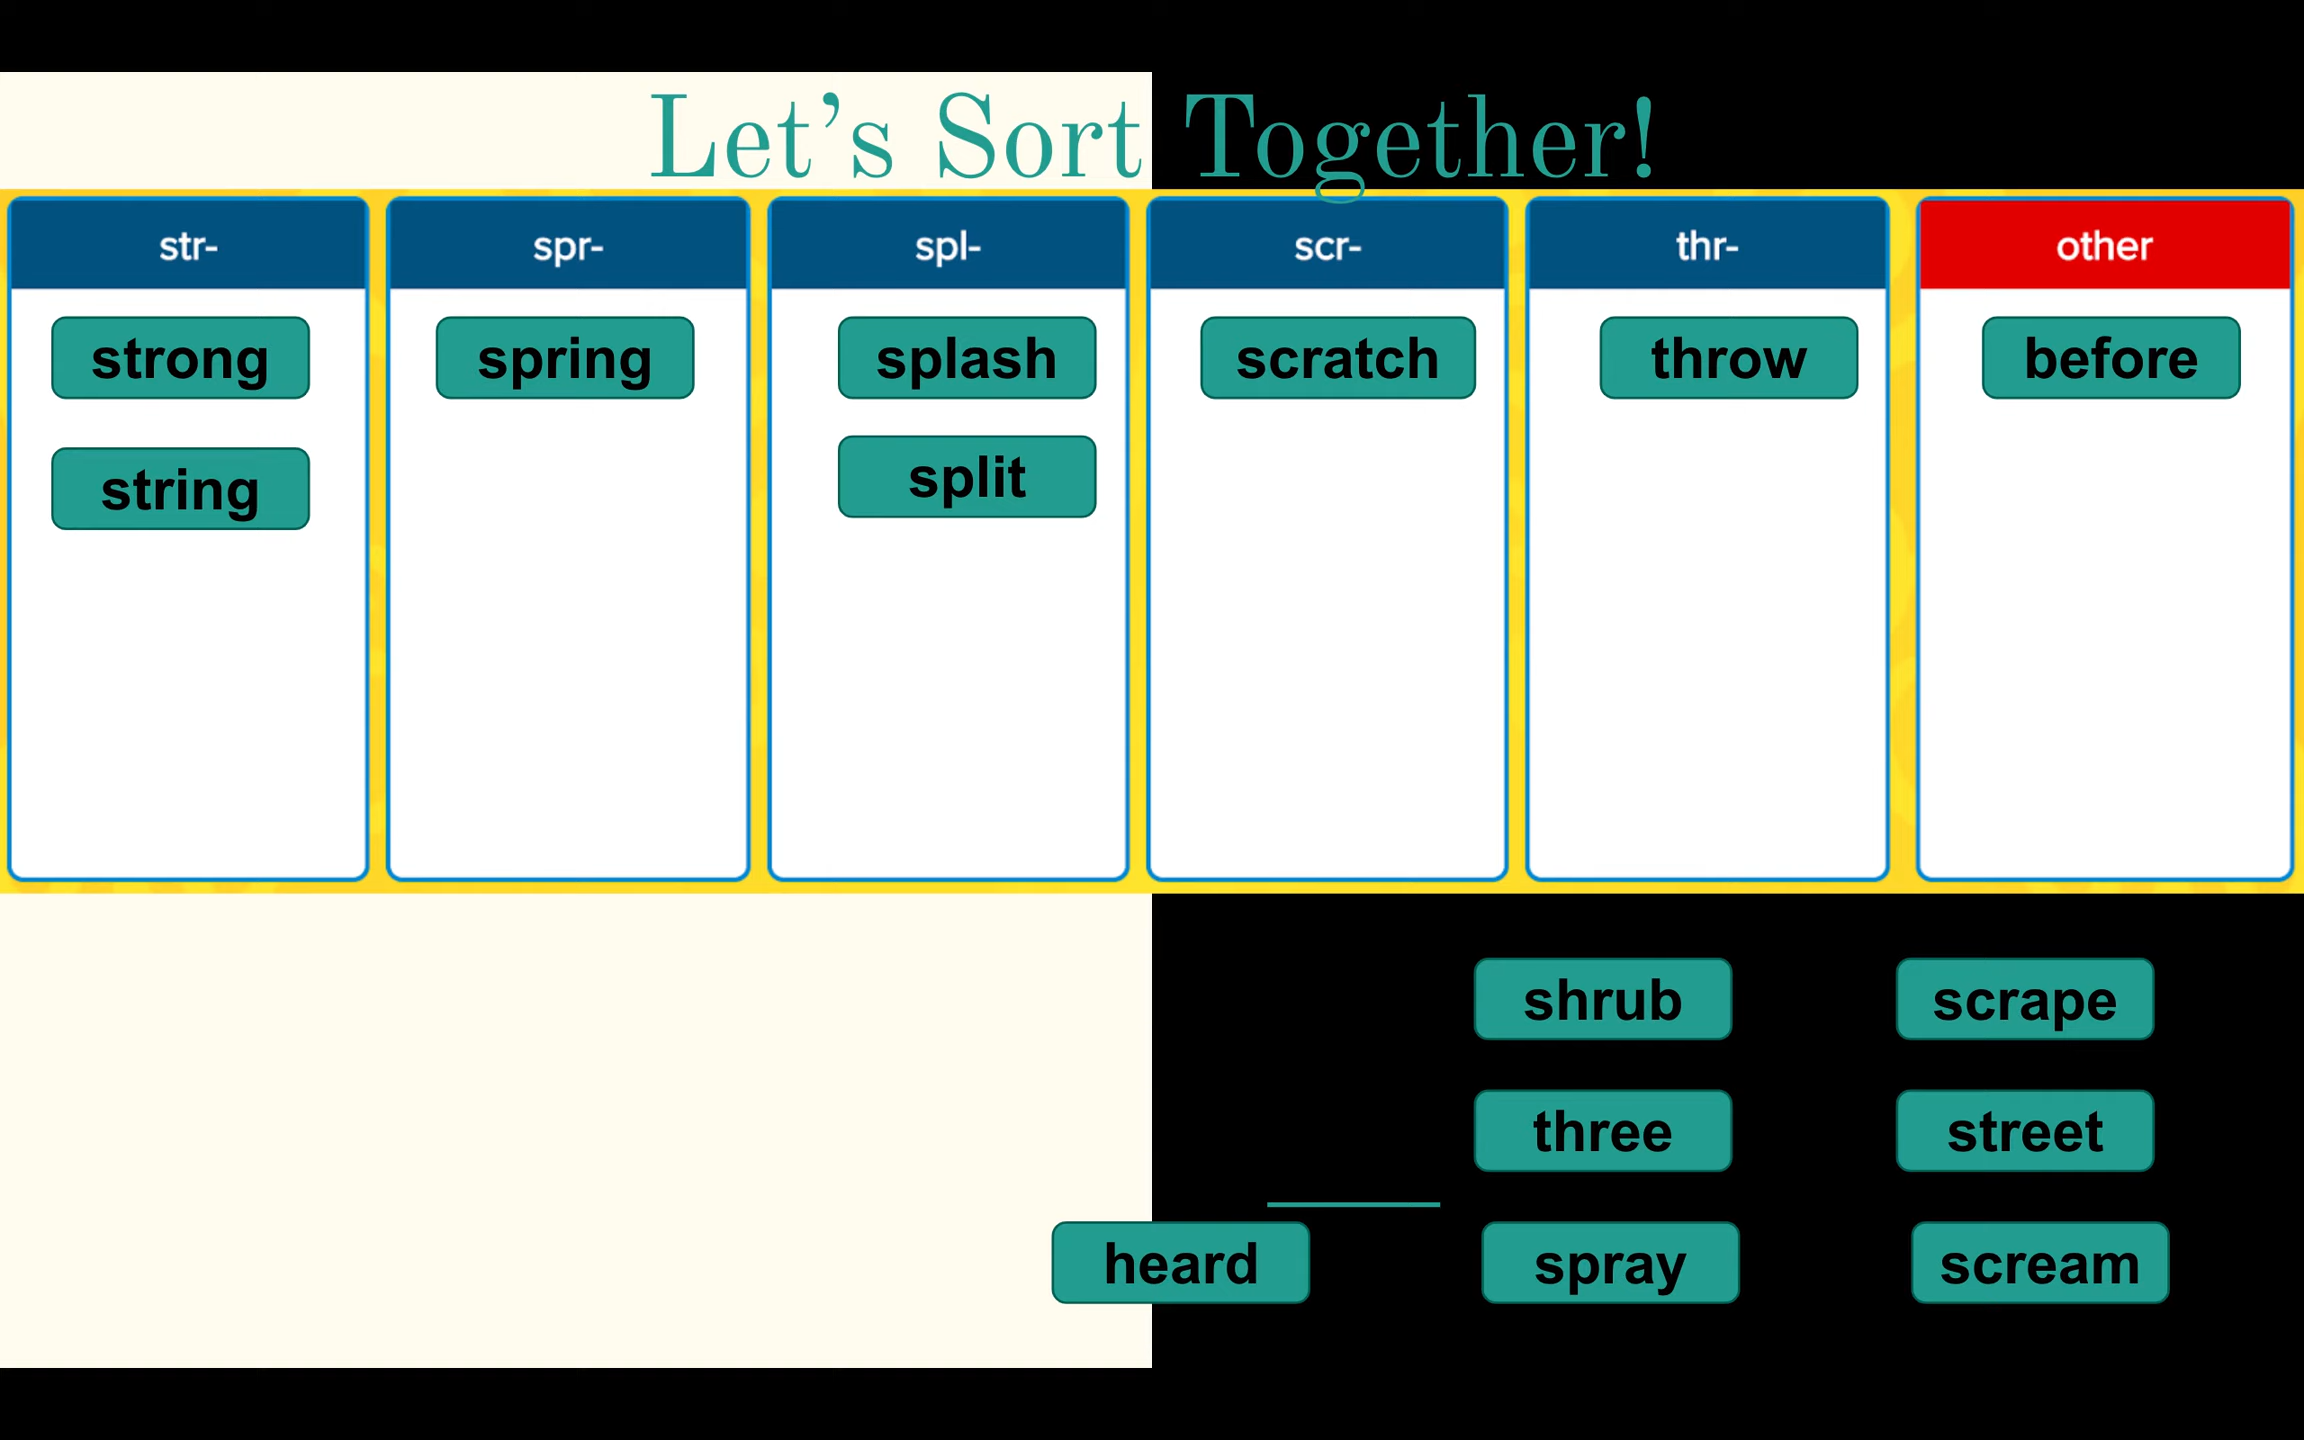 Let's Sort Together!
str- spr- spl- scr- thr- other
strong spring splash scratch throw before
string split
shrub scrape
three street
heard spray scream